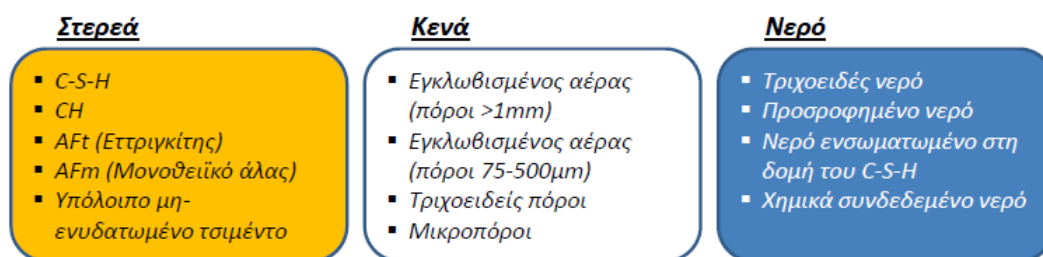 Στερεά
▪ C-S-H
▪ CH
▪ AFt (Εττριγκίτης)
▪ AFm (Μονοθειϊκό άλας)
▪ Υπόλοιπο μη-
ενυδατωμένο τσιμέντο
Κενά
▪ Εγκλωβισμένος αέρας
(πόροι >1mm)
▪ Εγκλωβισμένος αέρας
(πόροι 75-500μm)
▪ Τριχοειδείς πόροι
▪ Μικροπόροι
Νερό
▪ Τριχοειδές νερό
▪ Προσροφημένο νερό
▪ Νερό ενσωματωμένο στη
δομή του C-S-H
▪ Χημικά συνδεδεμένο νερό